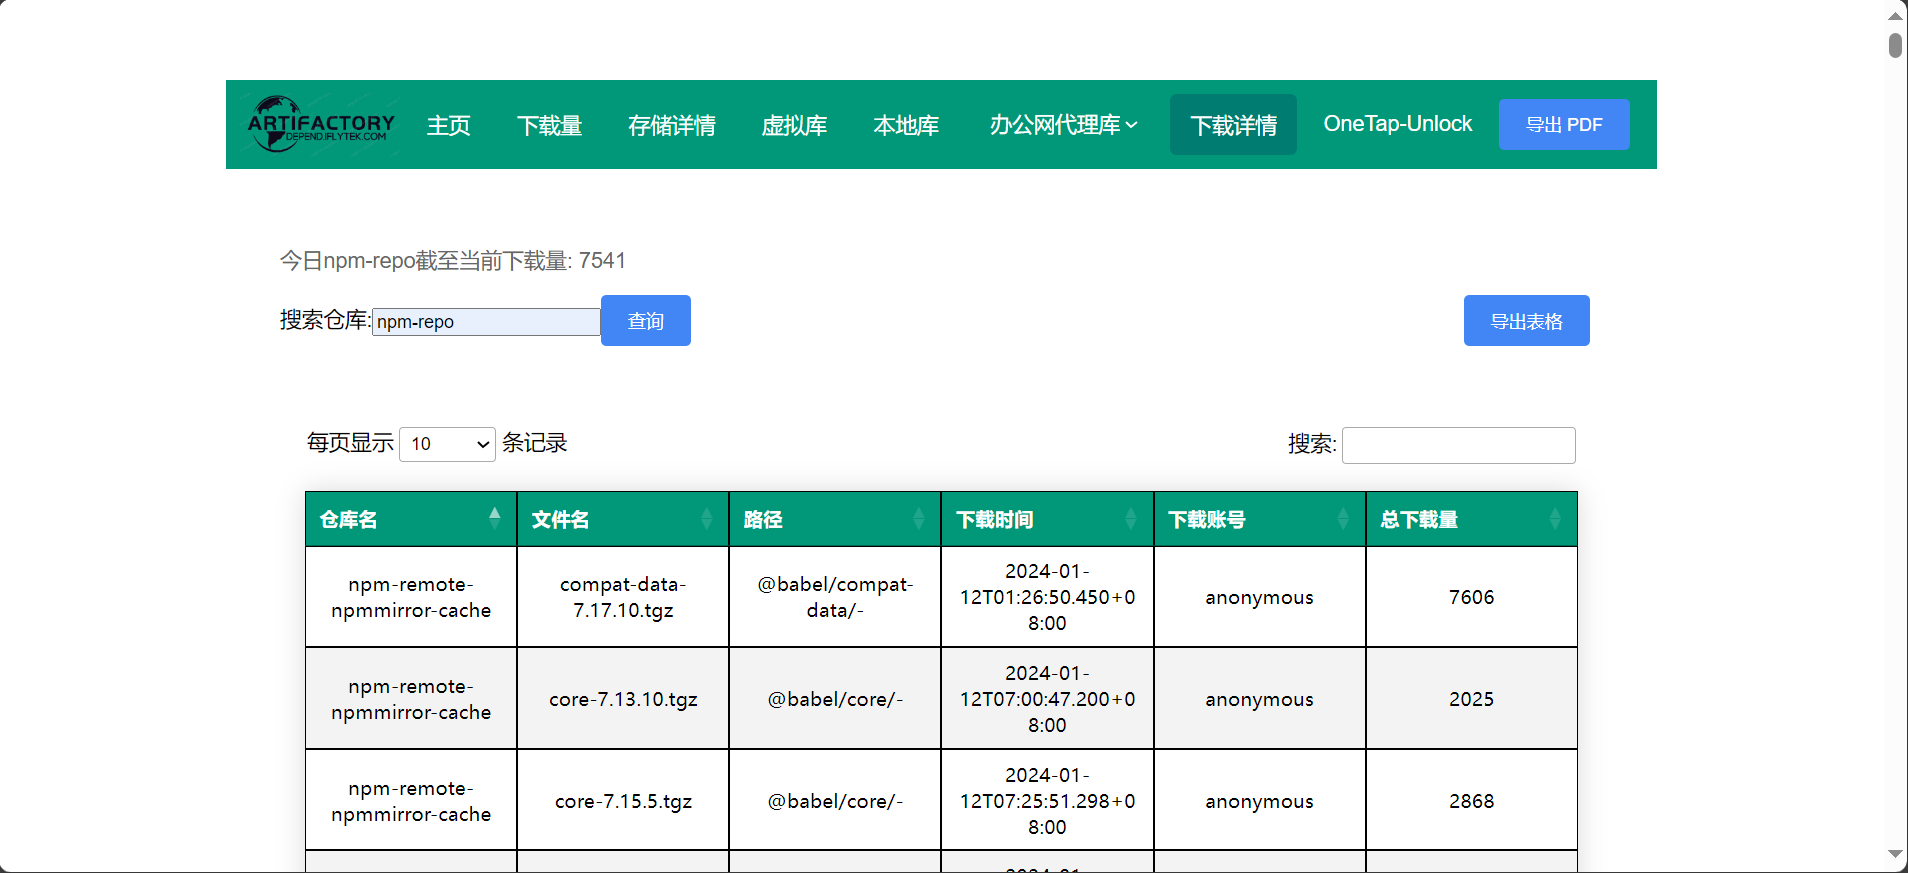 ARTIFACTORY
DEPEND.IFLYTEK.COM
主页 下载量 存储详情 虚拟库 本地库 办公网代理库 下载详情 OneTap-Unlock 导出 PDF
今日npm-repo截至当前下载量: 7541
搜索仓库: npm-repo 查询 导出表格
每页显示 10 条记录 搜索:
仓库名 文件名 路径 下载时间 下载账号 总下载量
npm-remote-
npmmirror-cache
compat-data-
7.17.10.tgz
@babel/compat-
data/-
2024-01-
12T01:26:50.450+0
8:00
anonymous
7606
npm-remote-
npmmirror-cache
core-7.13.10.tgz
@babel/core/-
2024-01-
12T07:00:47.200+0
8:00
anonymous
2025
npm-remote-
npmmirror-cache
core-7.15.5.tgz
@babel/core/-
2024-01-
12T07:25:51.298+0
8:00
anonymous
2868